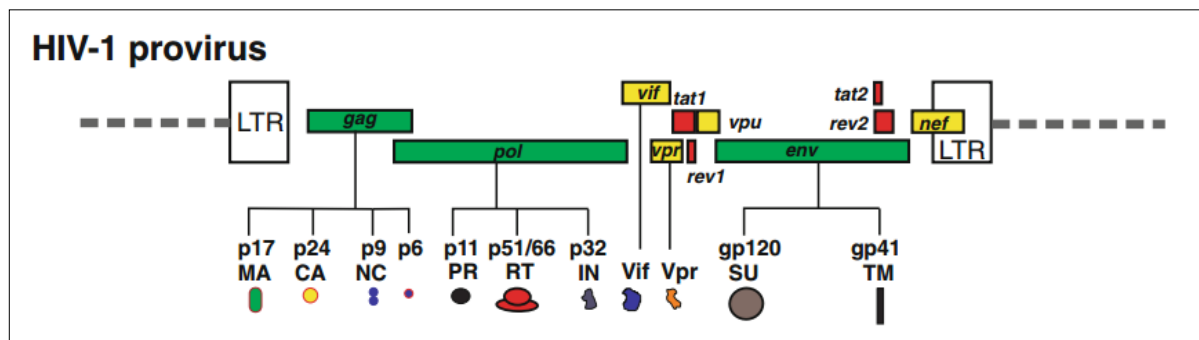 HIV-1 provirus
LTR
gag
pol
vif
tat1
vpu
vpr
rev1
env
tat2
rev2
nef
LTR
p17 p24 p9 p6 p11 p51/66 p32 gp120 gp41
MA CA NC PR RT IN Vif Vpr SU TM